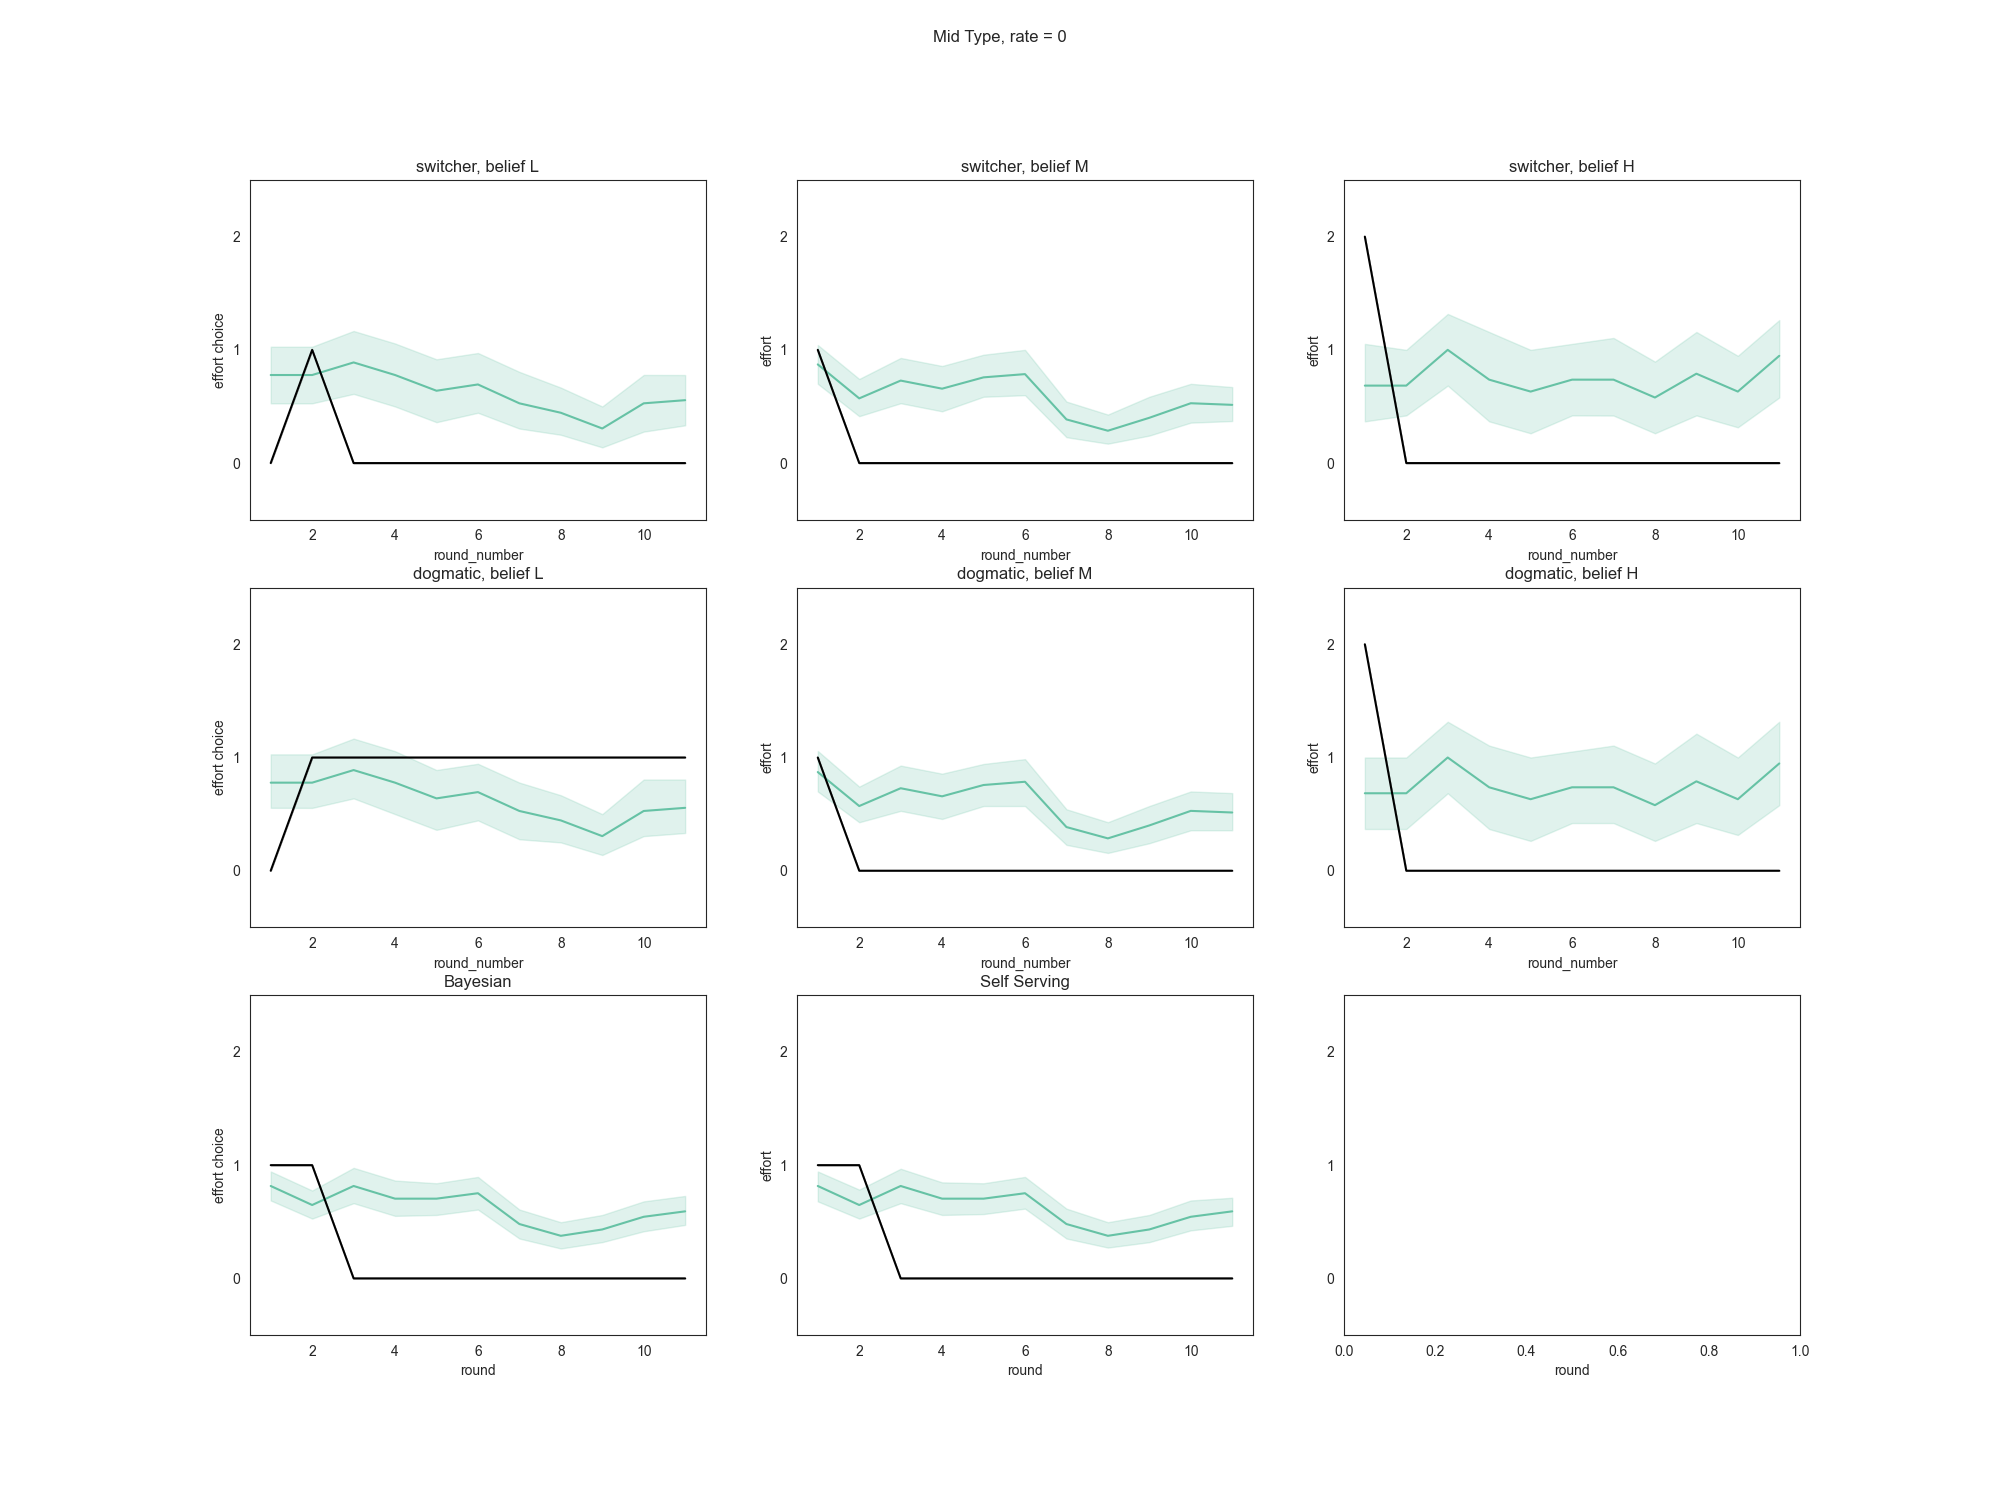 Mid Type, rate = 0
switcher, belief L
switcher, belief M
switcher, belief H
effort choice
2
1
0
effort
2
1
0
effort
2
1
0
2 4 6 8 10
2 4 6 8 10
2 4 6 8 10
round_number
round_number
round_number
dogmatic, belief L
dogmatic, belief M
dogmatic, belief H
effort choice
2
1
0
effort
2
1
0
effort
2
1
0
2 4 6 8 10
2 4 6 8 10
2 4 6 8 10
round_number
round_number
round_number
Bayesian
Self Serving
effort choice
2
1
0
effort
2
1
0
2
1
0
2 4 6 8 10
2 4 6 8 10
0.0 0.2 0.4 0.6 0.8 1.0
round
round
round